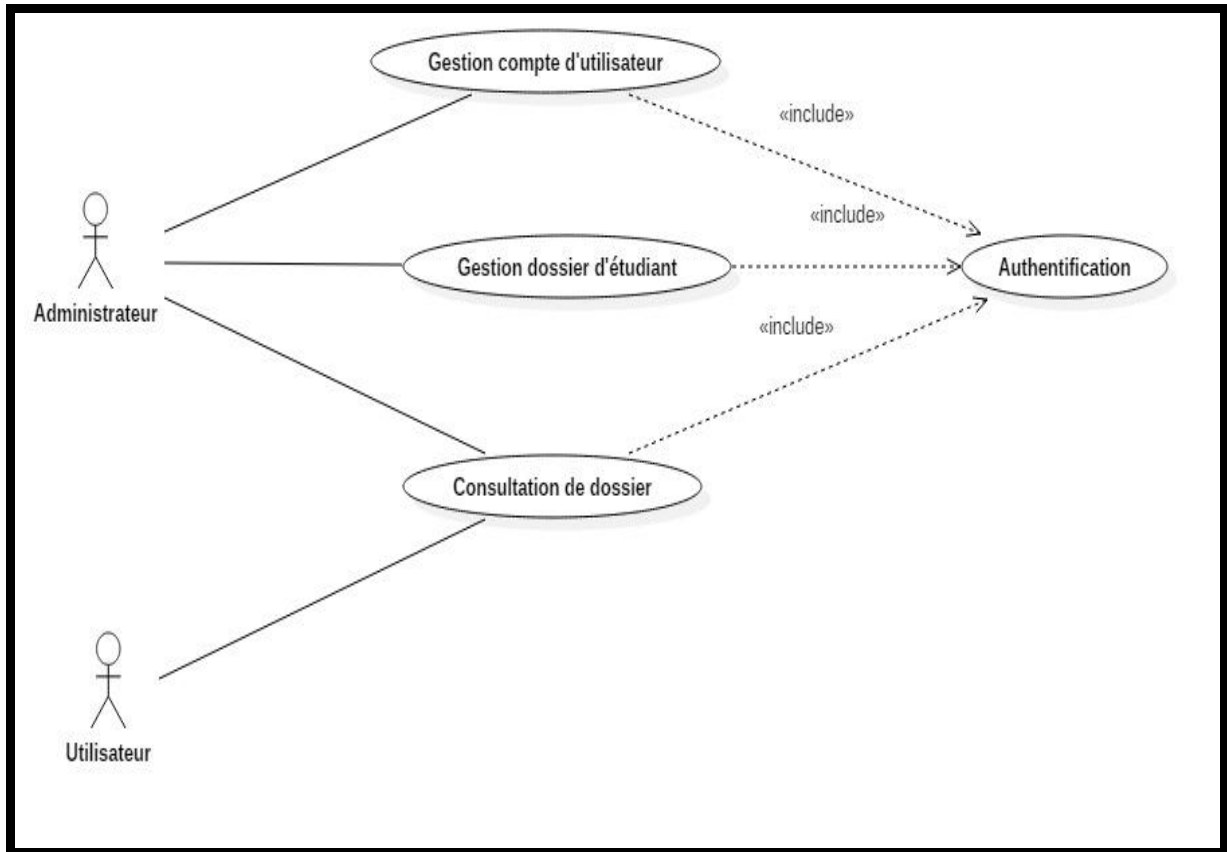 Gestion compte d'utilisateur
«include»
«include»
Administrateur
Gestion dossier d'étudiant
Authentification
«include»
Consultation de dossier
Utilisateur